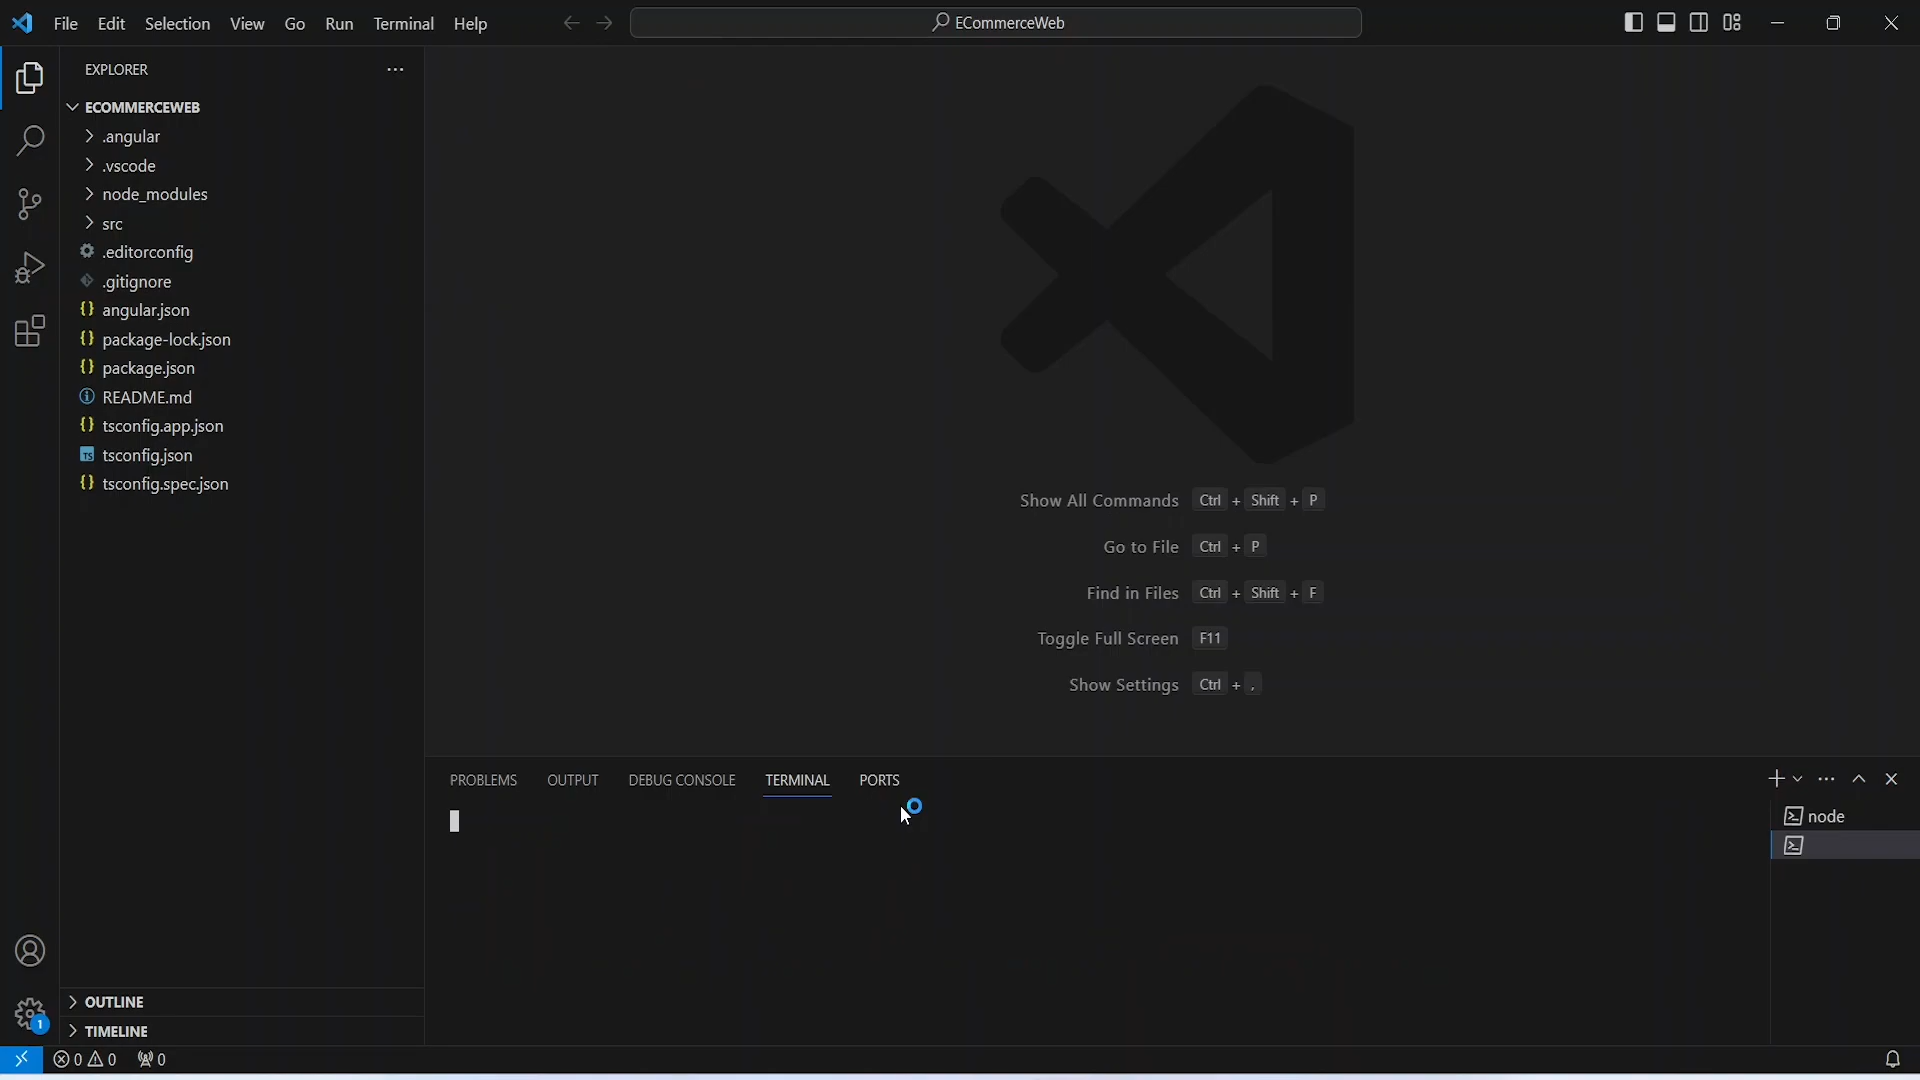 File Edit Selection View Go Run Terminal Help
ECommerceWeb
EXPLORER
ECOMMERCEWEB
.angular
.vscode
node_modules
src
.editorconfig
.gitignore
angular.json
package-lock.json
package.json
README.md
tsconfig.app.json
TS tsconfig.json
tsconfig.spec.json
Show All Commands Ctrl + Shift + P
Go to File Ctrl + P
Find in Files Ctrl + Shift + F
Toggle Full Screen F11
Show Settings Ctrl + ,
PROBLEMS OUTPUT DEBUG CONSOLE TERMINAL PORTS
node
OUTLINE
1
TIMELINE
0 0 0